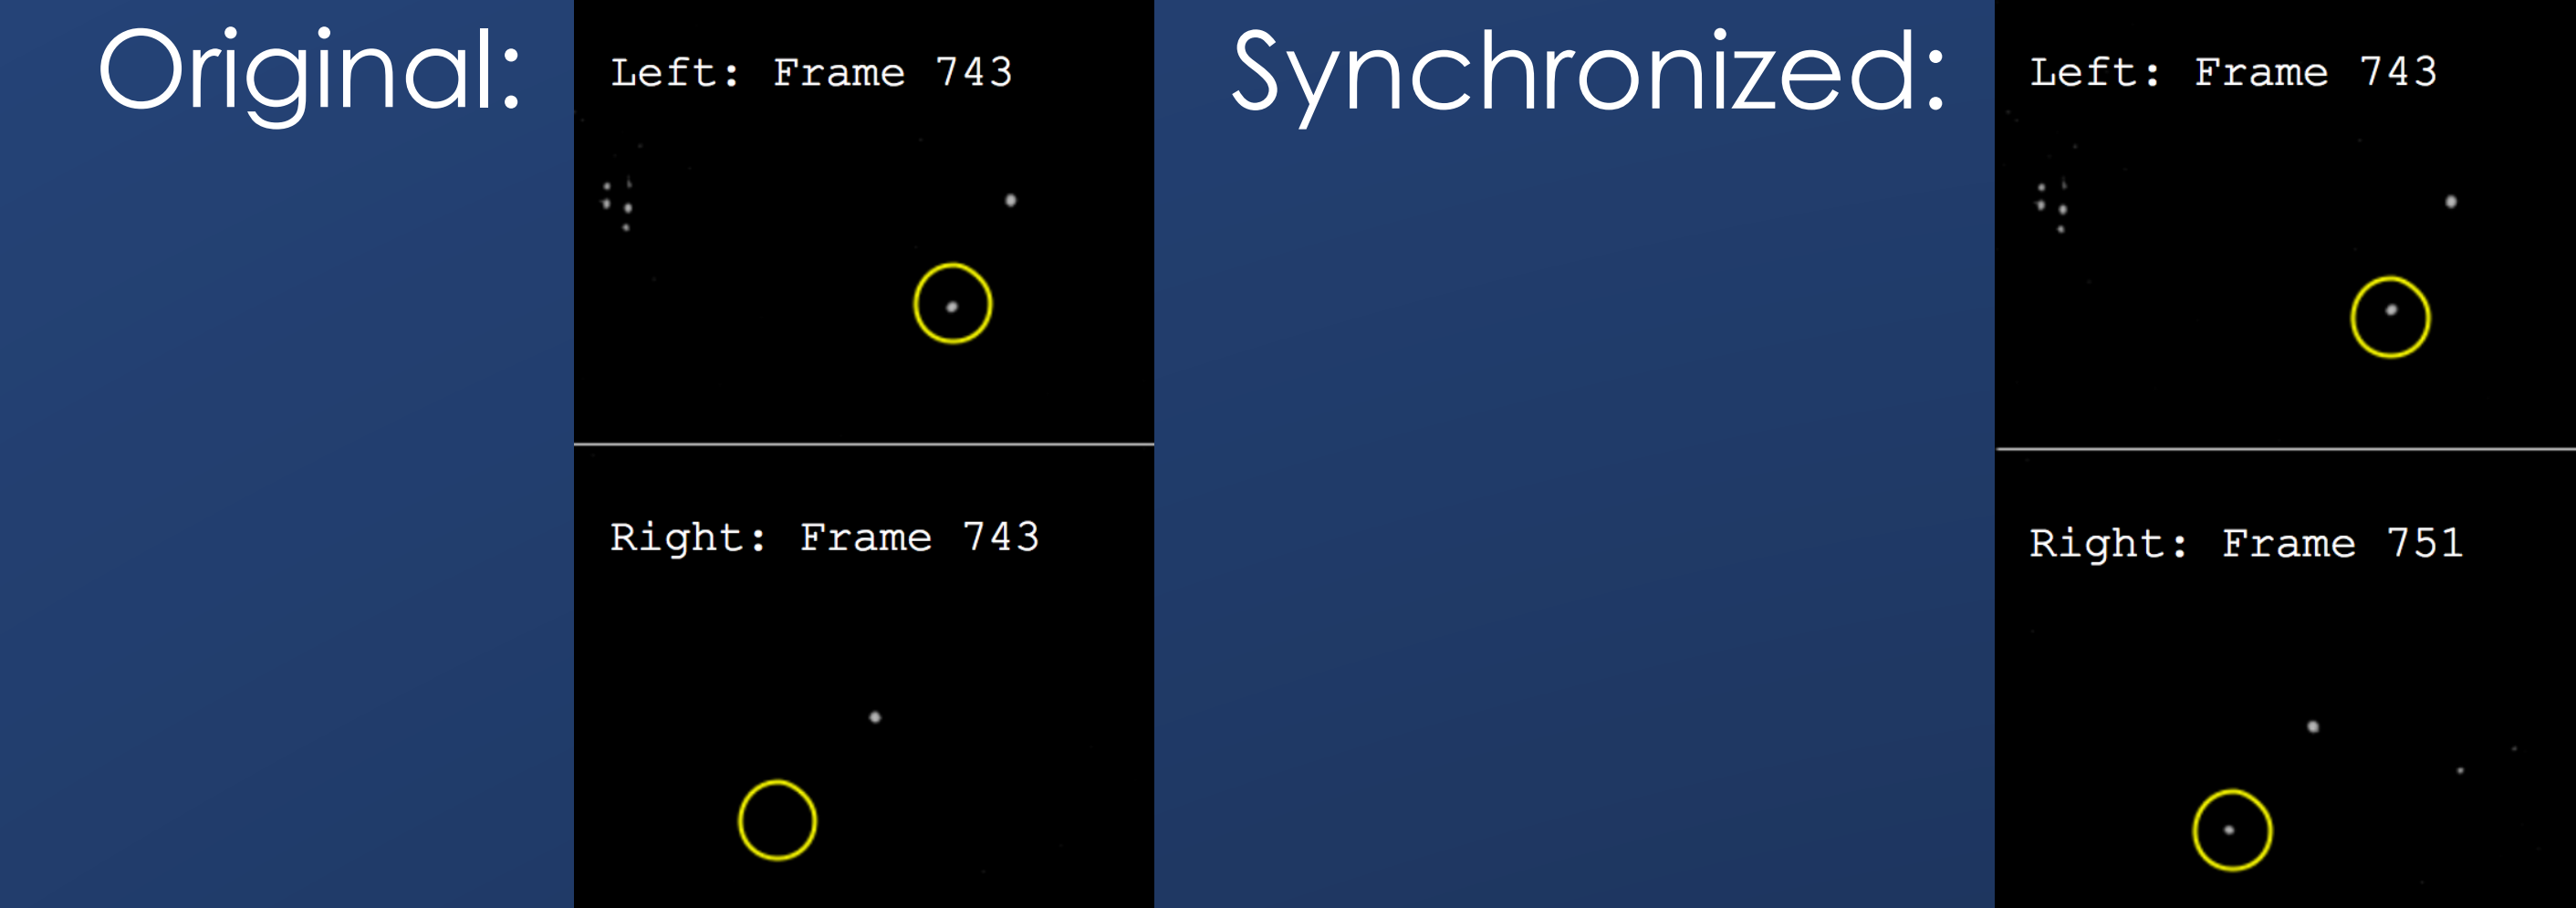 Original:
Left: Frame 743
Right: Frame 743
Synchronized:
Left: Frame 743
Right: Frame 751